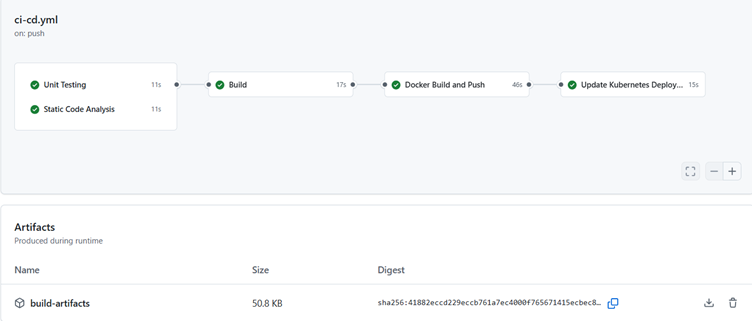 ci-cd.yml
on: push
Unit Testing 11s
Static Code Analysis 11s
Build 17s
Docker Build and Push 46s
Update Kubernetes Deploy... 15s
Artifacts
Produced during runtime
Name Size Digest
build-artifacts 50.8 KB sha256:41882eccd229eccb761a7ec4000f765671415ecbec8...